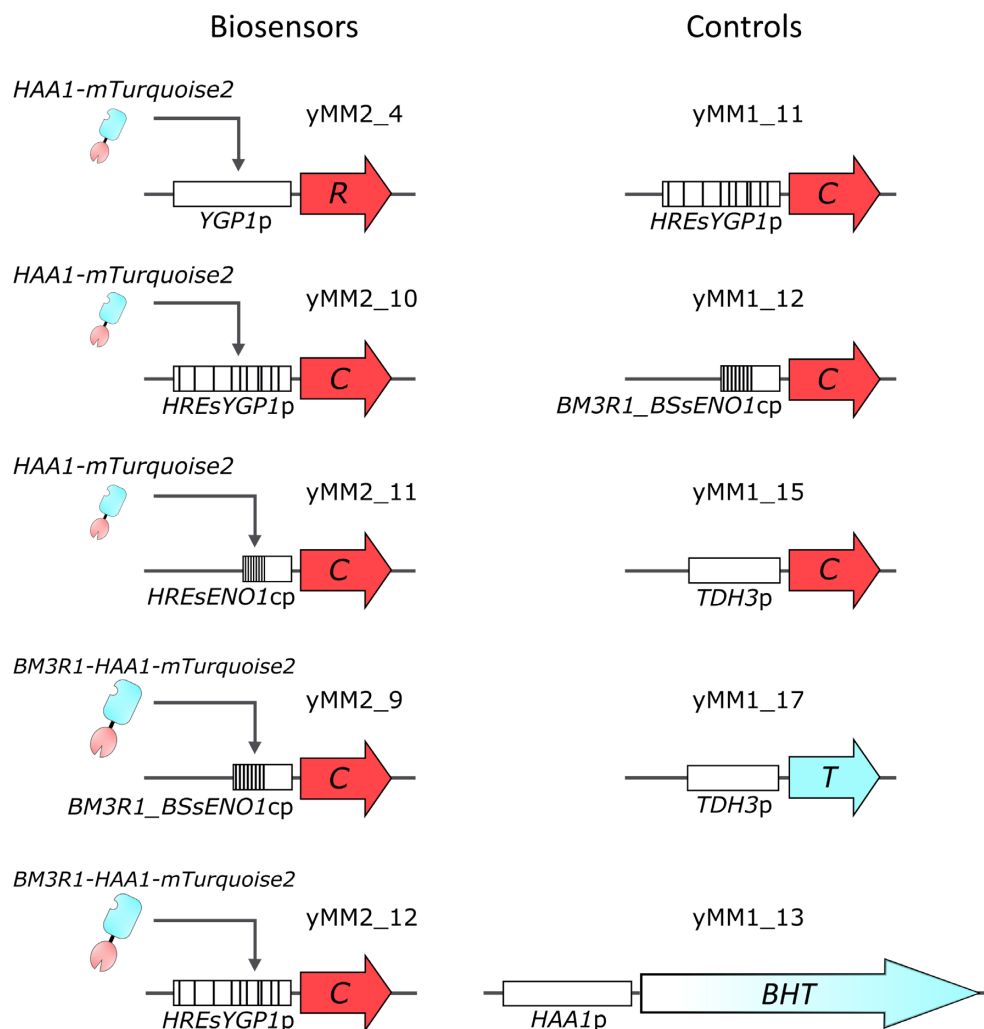 Biosensors
Controls
HAA1-mTurquoise2
yMM2_4
R
YGP1p
yMM1_11
C
HREsYGP1p
HAA1-mTurquoise2
yMM2_10
C
HREsYGP1p
yMM1_12
C
BM3R1_BSsENO1cp
HAA1-mTurquoise2
yMM2_11
C
HREsENO1cp
yMM1_15
C
TDH3p
BM3R1-HAA1-mTurquoise2
yMM2_9
C
BM3R1_BSsENO1cp
yMM1_17
T
TDH3p
BM3R1-HAA1-mTurquoise2
yMM2_12
C
HREsYGP1p
yMM1_13
BHT
HAA1p